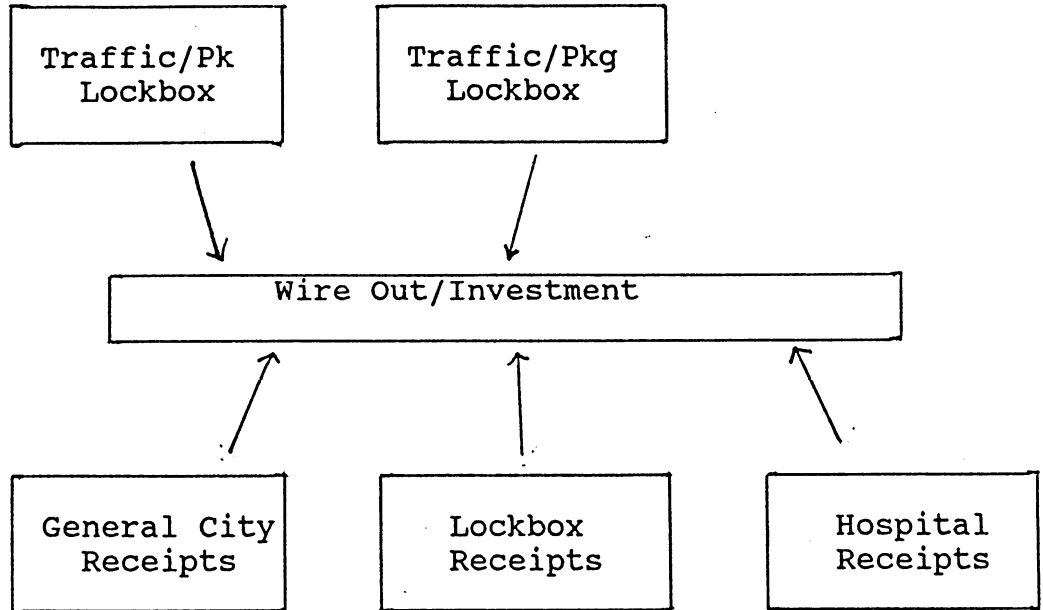 Traffic/Pk
Lockbox
Traffic/Pkg
Lockbox
Wire Out/Investment
General City
Receipts
Lockbox
Receipts
Hospital
Receipts